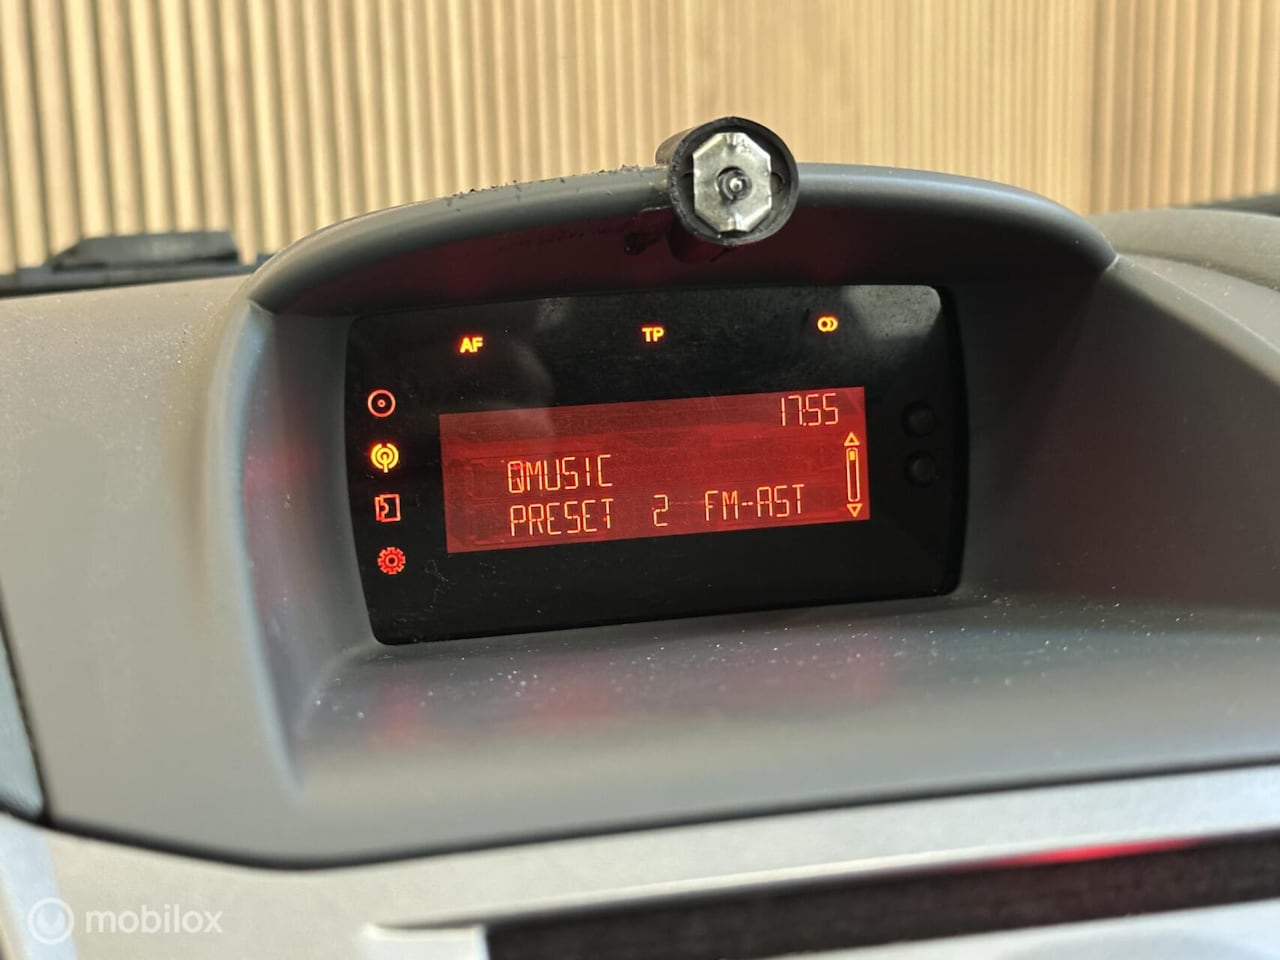 AF TP
17:55
QMUSIC
PRESET 2 FM-AST
mobilox